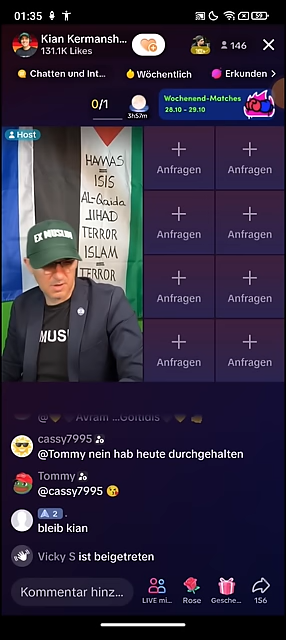 01:35
59
Kian Kermansh...
131.1K Likes
146
Chatten und Int...
Wöchentlich
Erkunden
0/1
3h57m
Wochenend-Matches
28.10 - 29.10
Host
HAMAS
=
ISIS
AL-Qaida
JIHAD
TERROR
ISLAM
=
TERROR
EX MUSLIM
MUSL
+ +
Anfragen Anfragen
+ +
Anfragen Anfragen
+ +
Anfragen Anfragen
+ +
Anfragen Anfragen
cassy7995
@Tommy nein hab heute durchgehalten
Tommy
@cassy7995
A 2 .
bleib kian
Vicky S ist beigetreten
Kommentar hinz...
LIVE mi... Rose Gesche... 156